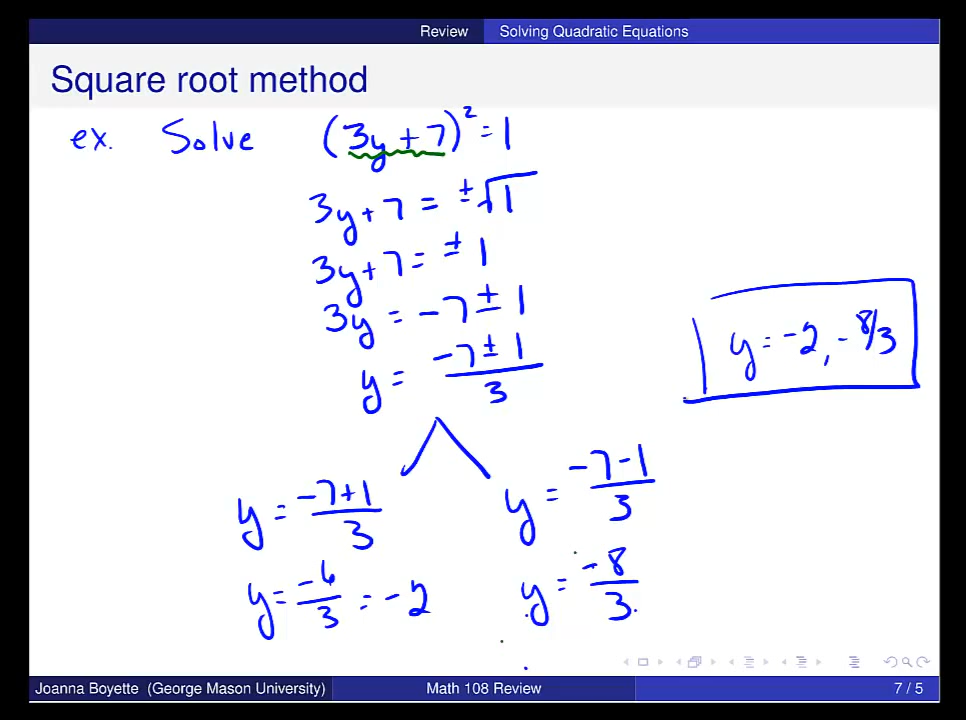 Review Solving Quadratic Equations
Square root method
ex. Solve (3y + 7)² = 1
3y + 7 = ±√1
3y + 7 = ± 1
3y = -7 ± 1
y = (-7 ± 1)/3
y = -2, -8/3
y = (-7+1)/3 y = (-7-1)/3
y = -6/3 = -2 y = -8/3
Joanna Boyette (George Mason University) Math 108 Review 7 / 5